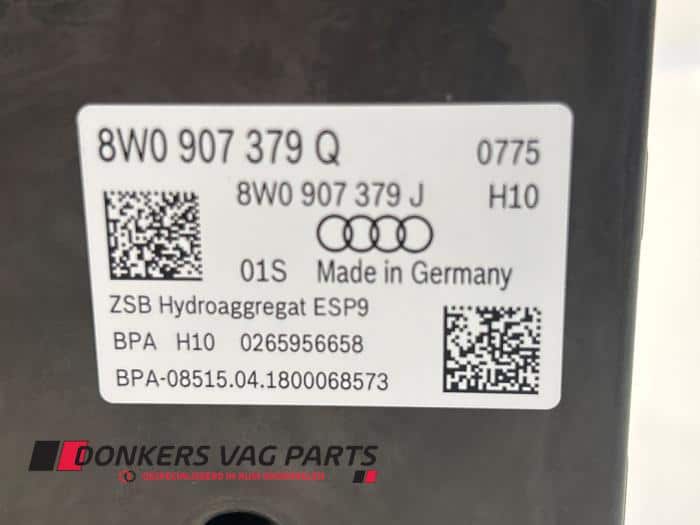 8W0 907 379 Q 0775
8W0 907 379 J H10
01S Made in Germany
ZSB Hydroaggregat ESP9
BPA H10 0265956658
BPA-08515.04.1800068573
DONKERS VAG PARTS